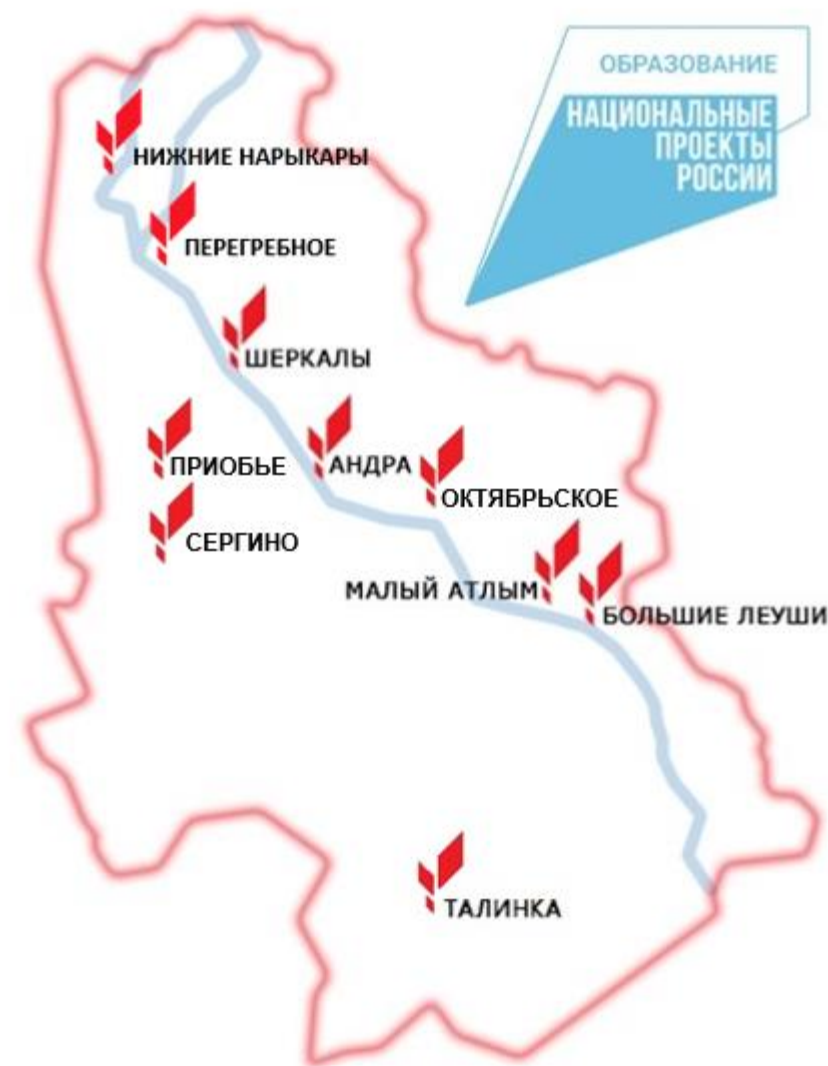 ОБРАЗОВАНИЕ
НАЦИОНАЛЬНЫЕ
ПРОЕКТЫ
РОССИИ
НИЖНИЕ НАРЫКАРЫ
ПЕРЕГРЕБНОЕ
ШЕРКАЛЫ
ПРИОБЬЕ
АНДРА
ОКТЯБРЬСКОЕ
СЕРГИНО
МАЛЫЙ АТЛЫМ
БОЛЬШИЕ ЛЕУШИ
ТАЛИНКА